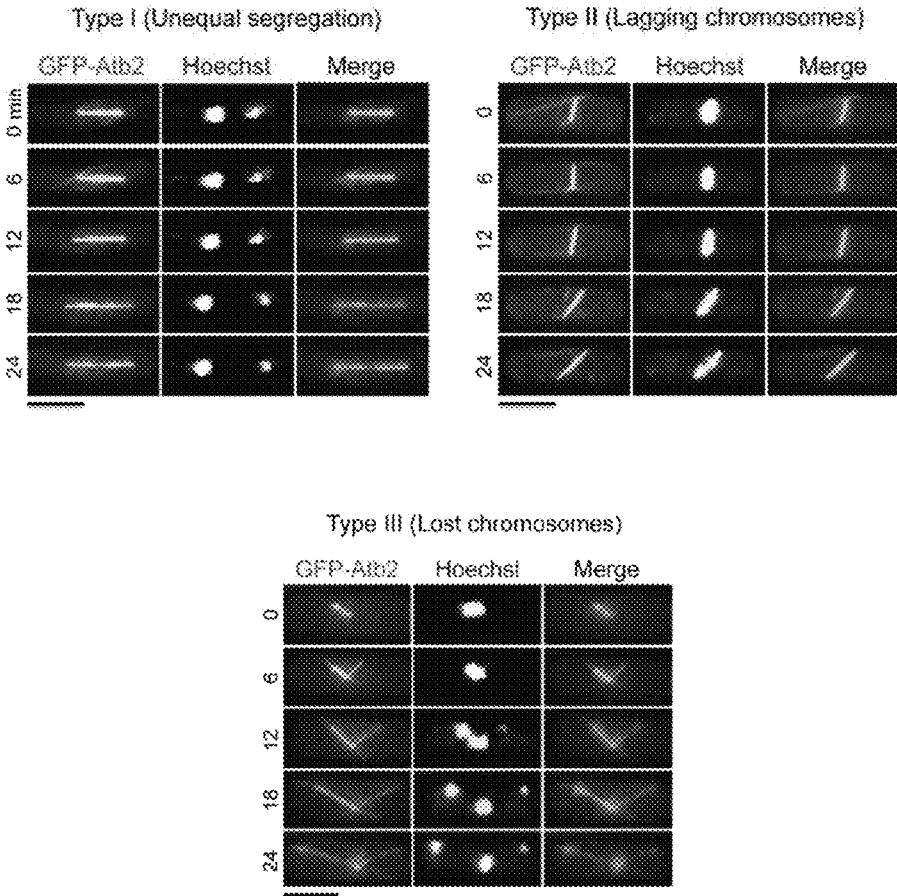 Type I (Unequal segregation)
GFP-Atb2 Hoechst Merge
0 min
6
12
18
24
Type II (Lagging chromosomes)
GFP-Atb2 Hoechst Merge
0
6
12
18
24
Type III (Lost chromosomes)
GFP-Atb2 Hoechst Merge
0
6
12
18
24